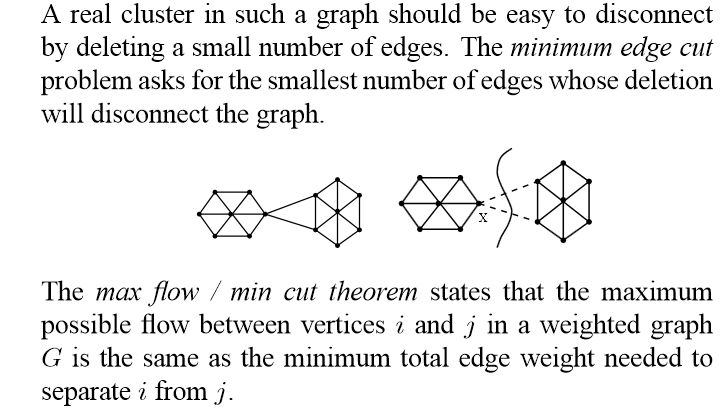 A real cluster in such a graph should be easy to disconnect
by deleting a small number of edges. The minimum edge cut
problem asks for the smallest number of edges whose deletion
will disconnect the graph.
x
The max flow / min cut theorem states that the maximum
possible flow between vertices i and j in a weighted graph
G is the same as the minimum total edge weight needed to
separate i from j.